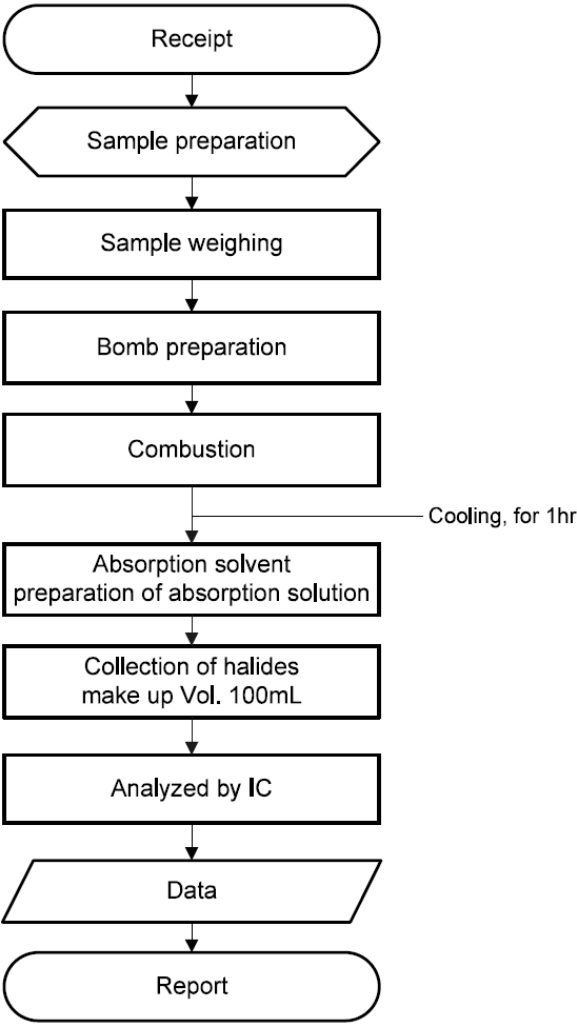 Receipt
Sample preparation
Sample weighing
Bomb preparation
Combustion
Cooling, for 1hr
Absorption solvent
preparation of absorption solution
Collection of halides
make up Vol. 100mL
Analyzed by IC
Data
Report